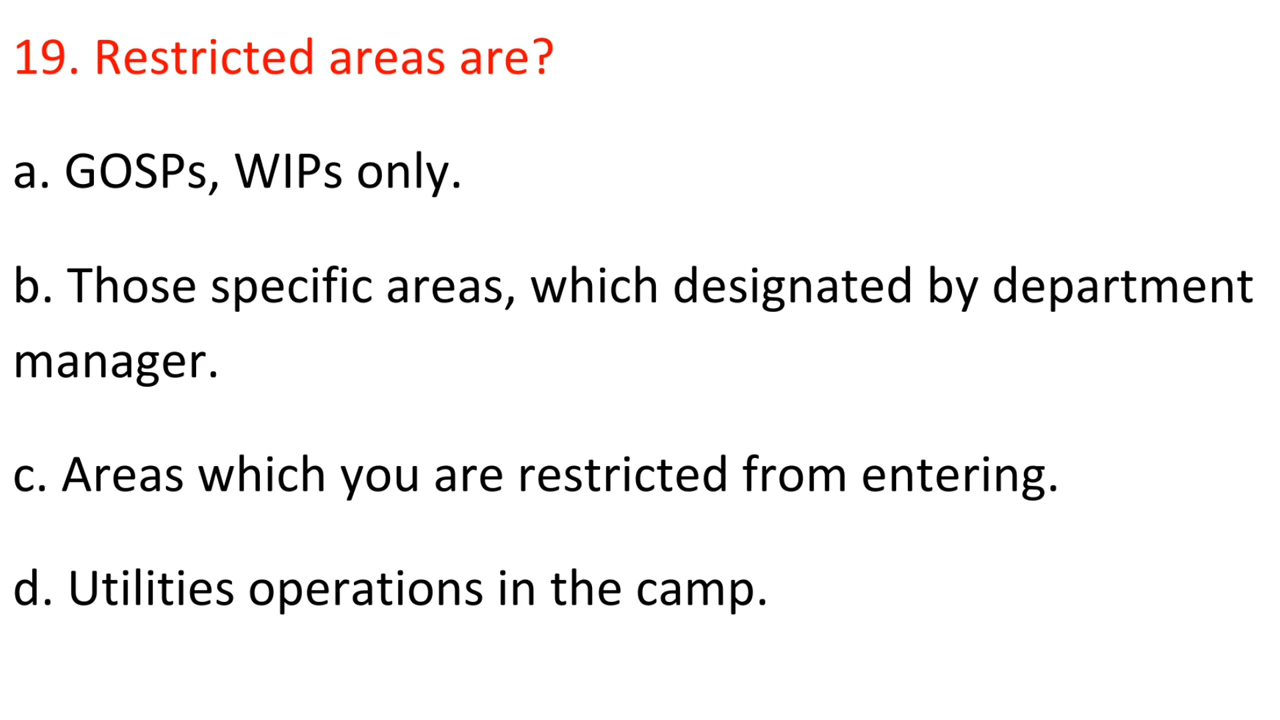 19. Restricted areas are?
a. GOSPs, WIPs only.
b. Those specific areas, which designated by department
manager.
c. Areas which you are restricted from entering.
d. Utilities operations in the camp.